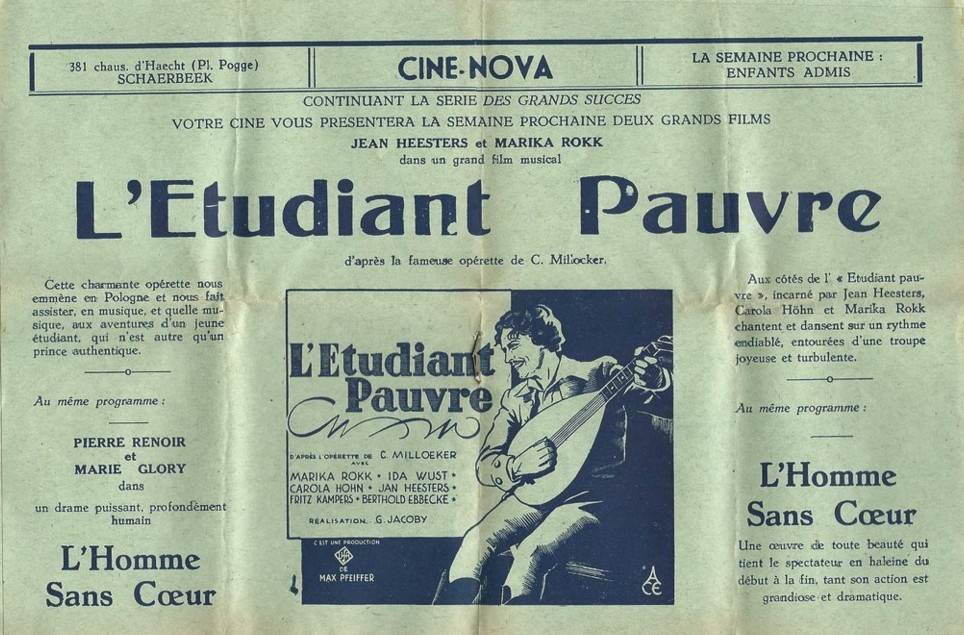 381 chaus. d'Haecht (Pl. Pogge)
SCHAERBEEK
CINE-NOVA
LA SEMAINE PROCHAINE :
ENFANTS ADMIS
CONTINUANT LA SERIE DES GRANDS SUCCES
VOTRE CINE VOUS PRESENTERA LA SEMAINE PROCHAINE DEUX GRANDS FILMS
JEAN HEESTERS et MARIKA ROKK
dans un grand film musical
L'Etudiant Pauvre
d'après la fameuse opérette de C. Millocker.
Cette charmante opérette nous
emmène en Pologne et nous fait
assister, en musique, et quelle mu-
sique, aux aventures d'un jeune
étudiant, qui n'est autre qu'un
prince authentique.
Au même programme :
PIERRE RENOIR
et
MARIE GLORY
dans
un drame puissant, profondément
humain
L'Homme
Sans Cœur
L'Etudiant
Pauvre
D'APRÈS L'OPÉRETTE DE C. MILLOEKER
AVEC
MARIKA ROKK • IDA WUST •
CAROLA HOHN • JAN HEESTERS •
FRITZ KAMPERS • BERTHOLD EBBECKE •
RÉALISATION. G. JACOBY
C'EST UNE PRODUCTION
UFA
DE
MAX PFEIFFER
ACE
Aux côtés de l' « Etudiant pau-
vre », incarné par Jean Heesters,
Carola Höhn et Marika Rokk
chantent et dansent sur un rythme
endiablé, entourées d'une troupe
joyeuse et turbulente.
Au même programme :
L'Homme
Sans Cœur
Une œuvre de toute beauté qui
tient le spectateur en haleine du
début à la fin, tant son action est
grandiose et dramatique.